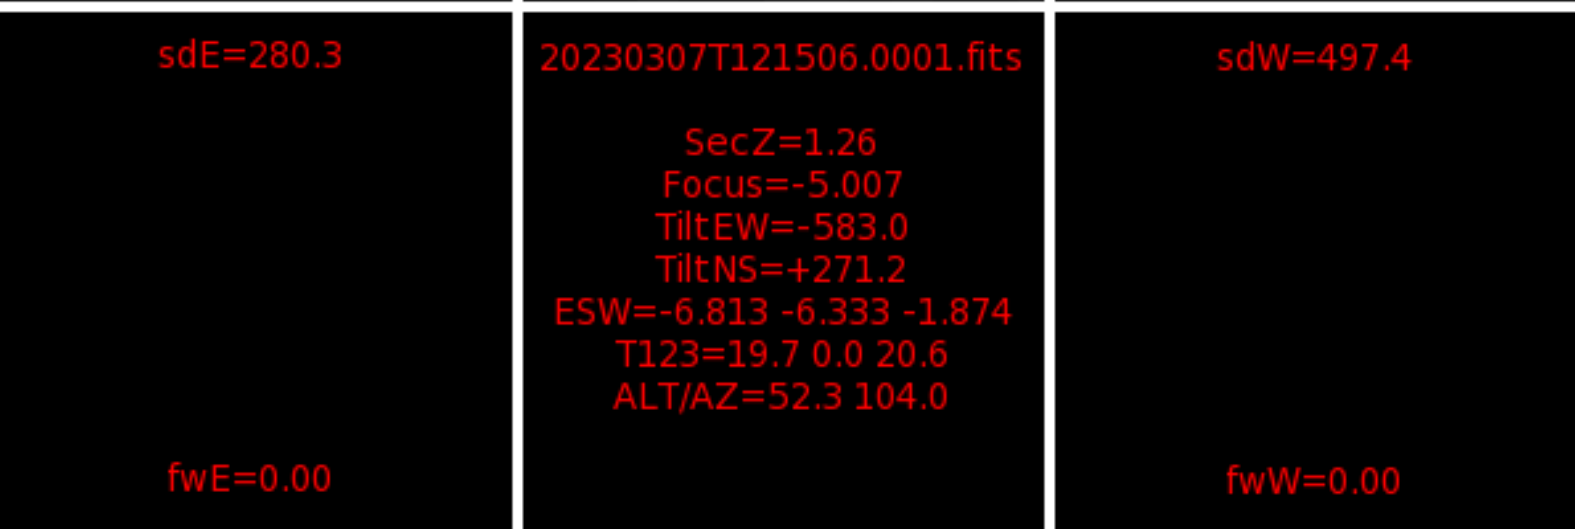 sdE=280.3
20230307T121506.0001.fits
sdW=497.4
SecZ=1.26
Focus=-5.007
TiltEW=-583.0
TiltNS=+271.2
ESW=-6.813 -6.333 -1.874
T123=19.7 0.0 20.6
ALT/AZ=52.3 104.0
fwE=0.00
fwW=0.00